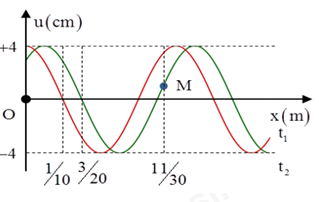 u(cm)
+4
M
O
x(m)
t₁
−4
1/10
3/20
11/30
t₂